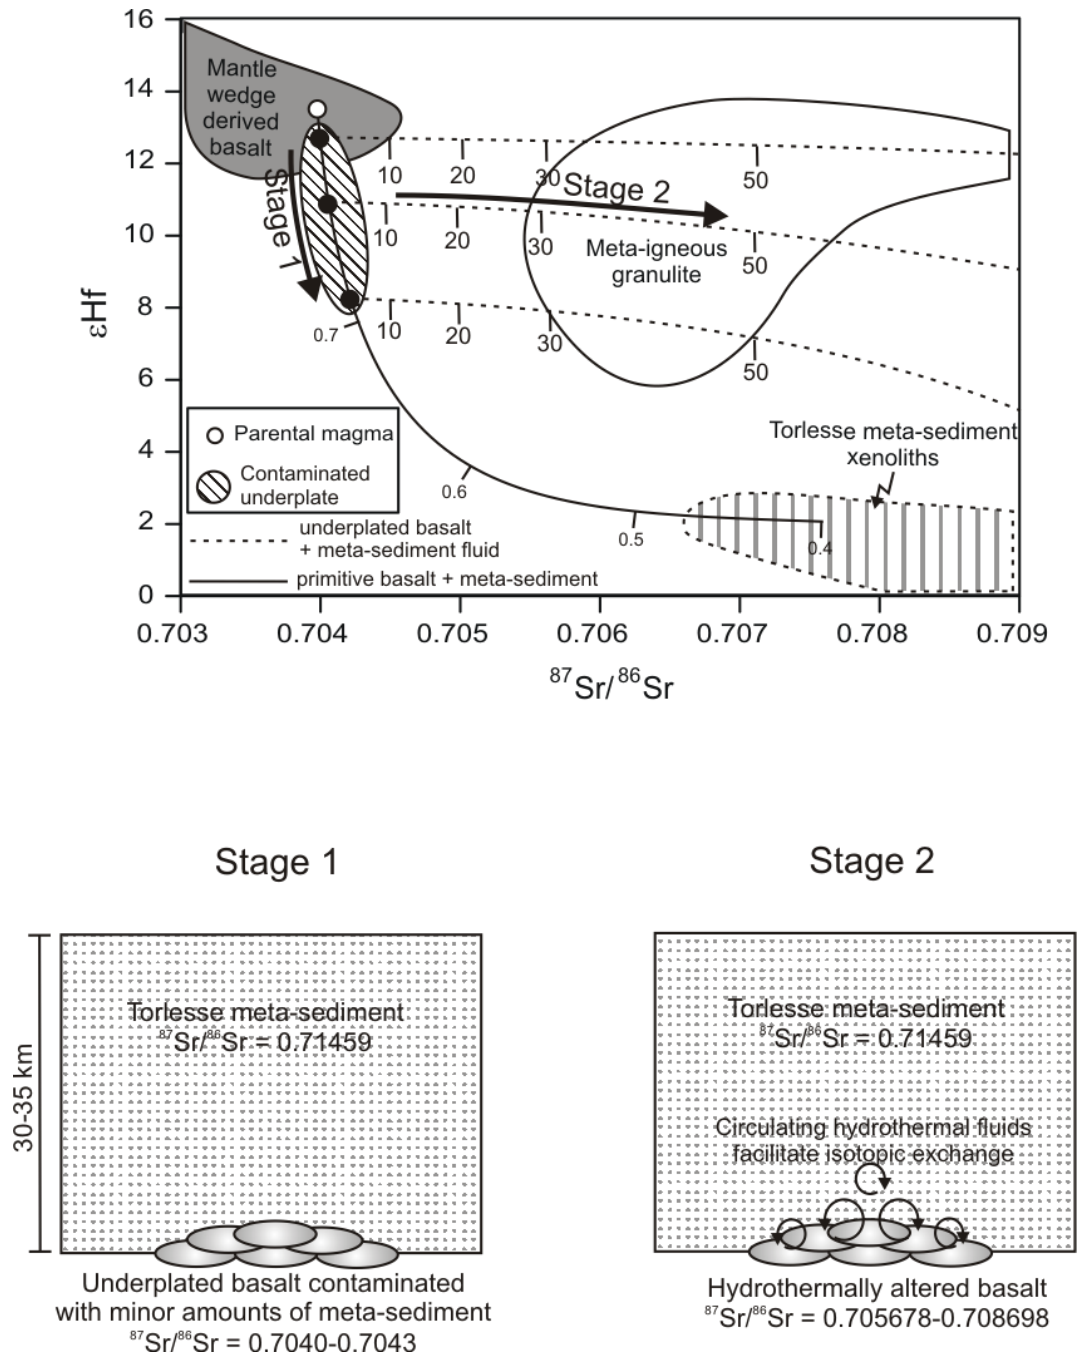 16
14
12
10
8
6
4
2
0
εHf
Mantle
wedge
derived
basalt
Stage 1
10
20
30
50
Stage 2
10
20
30
50
Meta-igneous
granulite
10
20
30
50
0.7
0.6
0.5
0.4
Torlesse meta-sediment
xenoliths
Parental magma
Contaminated
underplate
underplated basalt
+ meta-sediment fluid
primitive basalt + meta-sediment
0.703
0.704
0.705
0.706
0.707
0.708
0.709
⁸⁷Sr/⁸⁶Sr
Stage 1
30-35 km
Torlesse meta-sediment
⁸⁷Sr/⁸⁶Sr = 0.71459
Underplated basalt contaminated
with minor amounts of meta-sediment
⁸⁷Sr/⁸⁶Sr = 0.7040-0.7043
Stage 2
Torlesse meta-sediment
⁸⁷Sr/⁸⁶Sr = 0.71459
Circulating hydrothermal fluids
facilitate isotopic exchange
Hydrothermally altered basalt
⁸⁷Sr/⁸⁶Sr = 0.705678-0.708698